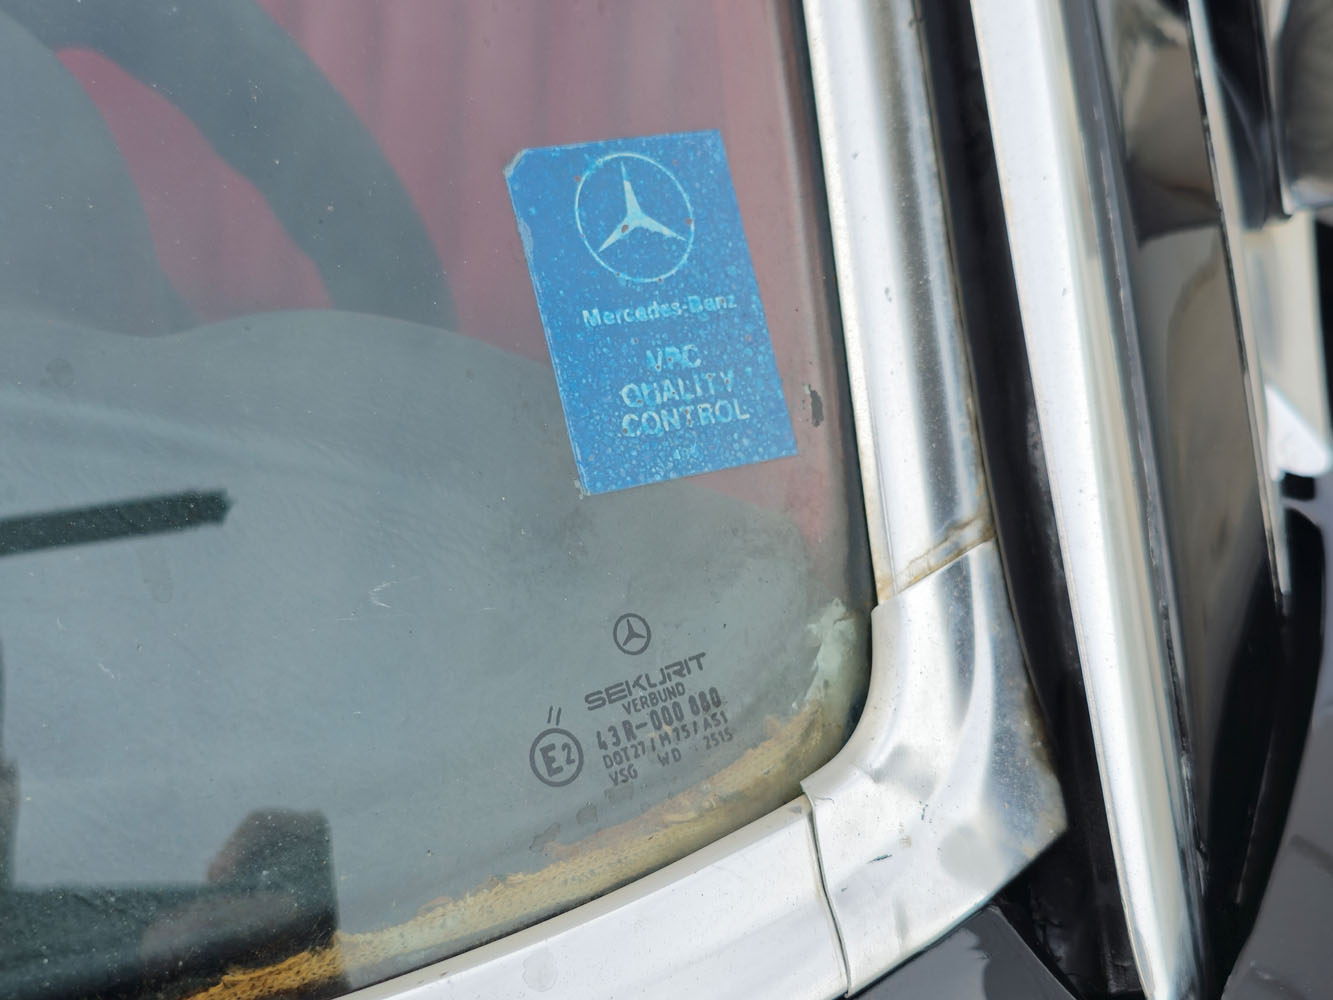 Mercedes-Benz
VPC
QUALITY
CONTROL
SEKURIT
VERBUND
43R-000 080
E2
DOT27/M75/AS1
VSG WD 2515